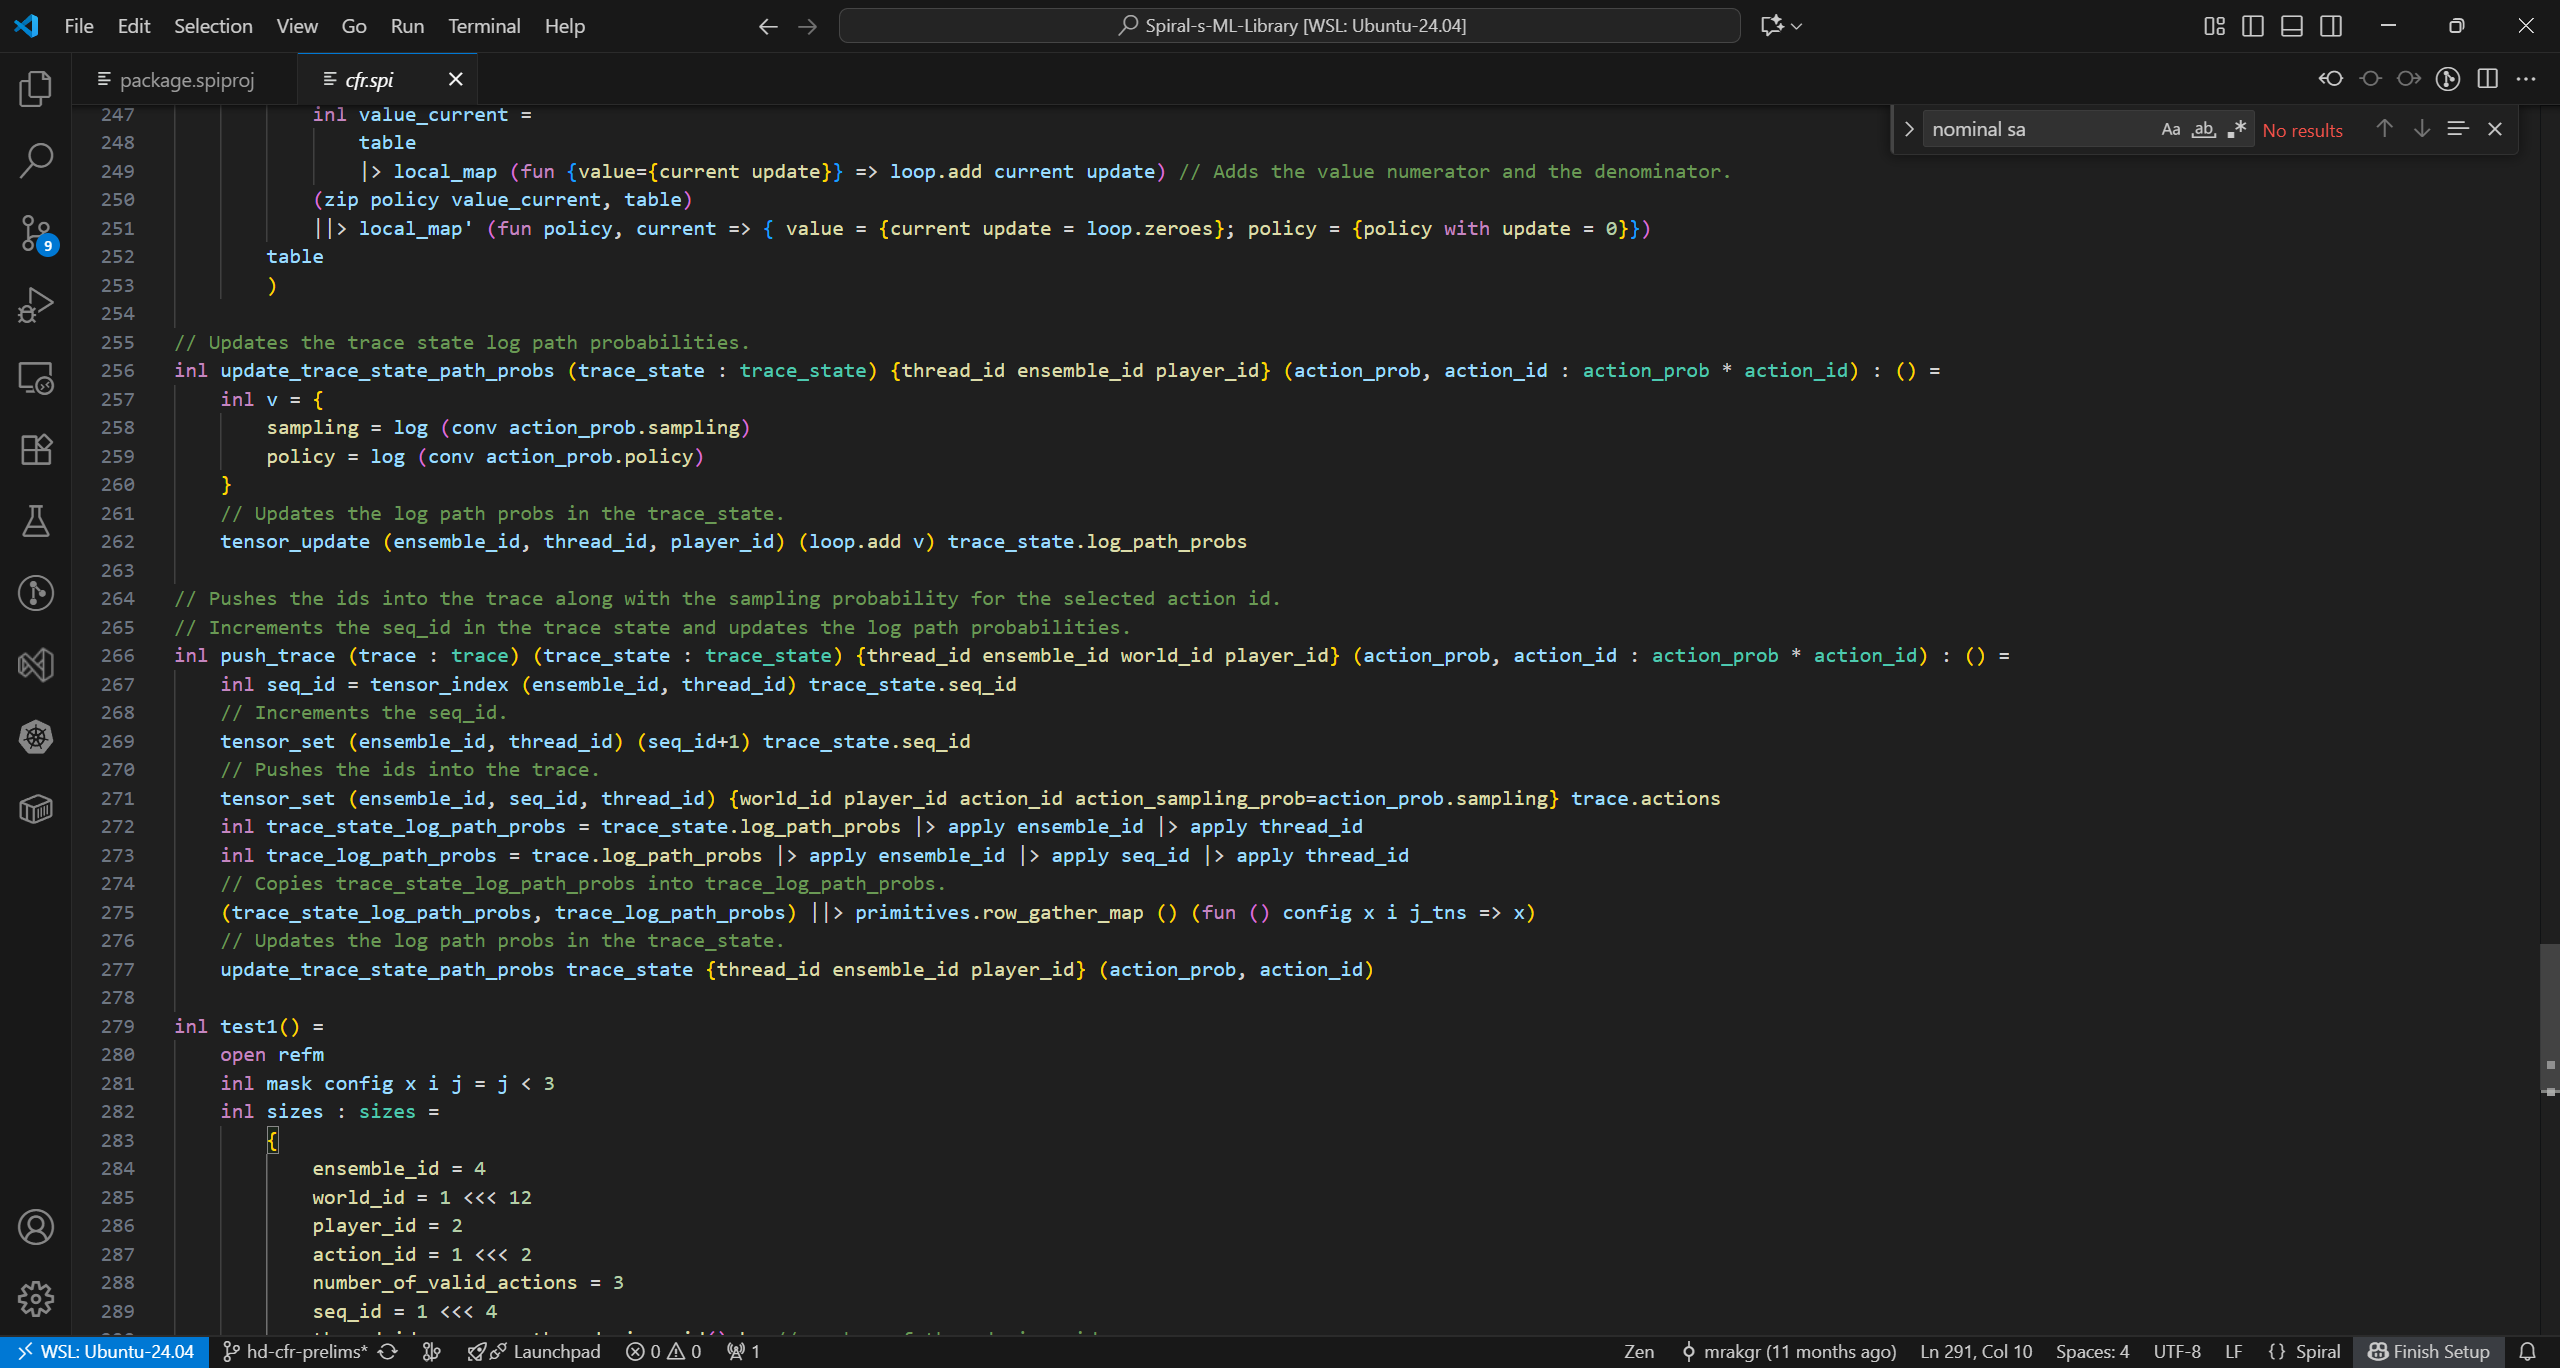 File Edit Selection View Go Run Terminal Help
Spiral-s-ML-Library [WSL: Ubuntu-24.04]
package.spiproj
cfr.spi
nominal sa
Aa ab .* No results
247 inl value_current =
248 table
249 |> local_map (fun {value={current update}} => loop.add current update) // Adds the value numerator and the denominator.
250 (zip policy value_current, table)
251 ||> local_map' (fun policy, current => { value = {current update = loop.zeroes}; policy = {policy with update = 0}})
252 table
253 )
254
255 // Updates the trace state log path probabilities.
256 inl update_trace_state_path_probs (trace_state : trace_state) {thread_id ensemble_id player_id} (action_prob, action_id : action_prob * action_id) : () =
257 inl v = {
258 sampling = log (conv action_prob.sampling)
259 policy = log (conv action_prob.policy)
260 }
261 // Updates the log path probs in the trace_state.
262 tensor_update (ensemble_id, thread_id, player_id) (loop.add v) trace_state.log_path_probs
263
264 // Pushes the ids into the trace along with the sampling probability for the selected action id.
265 // Increments the seq_id in the trace state and updates the log path probabilities.
266 inl push_trace (trace : trace) (trace_state : trace_state) {thread_id ensemble_id world_id player_id} (action_prob, action_id : action_prob * action_id) : () =
267 inl seq_id = tensor_index (ensemble_id, thread_id) trace_state.seq_id
268 // Increments the seq_id.
269 tensor_set (ensemble_id, thread_id) (seq_id+1) trace_state.seq_id
270 // Pushes the ids into the trace.
271 tensor_set (ensemble_id, seq_id, thread_id) {world_id player_id action_id action_sampling_prob=action_prob.sampling} trace.actions
272 inl trace_state_log_path_probs = trace_state.log_path_probs |> apply ensemble_id |> apply thread_id
273 inl trace_log_path_probs = trace.log_path_probs |> apply ensemble_id |> apply seq_id |> apply thread_id
274 // Copies trace_state_log_path_probs into trace_log_path_probs.
275 (trace_state_log_path_probs, trace_log_path_probs) ||> primitives.row_gather_map () (fun () config x i j_tns => x)
276 // Updates the log path probs in the trace_state.
277 update_trace_state_path_probs trace_state {thread_id ensemble_id player_id} (action_prob, action_id)
278
279 inl test1() =
280 open refm
281 inl mask config x i j = j < 3
282 inl sizes : sizes =
283 {
284 ensemble_id = 4
285 world_id = 1 <<< 12
286 player_id = 2
287 action_id = 1 <<< 2
288 number_of_valid_actions = 3
289 seq_id = 1 <<< 4
9
WSL: Ubuntu-24.04 hd-cfr-prelims* Launchpad 0 0 1 Zen mrakgr (11 months ago) Ln 291, Col 10 Spaces: 4 UTF-8 LF {} Spiral Finish Setup